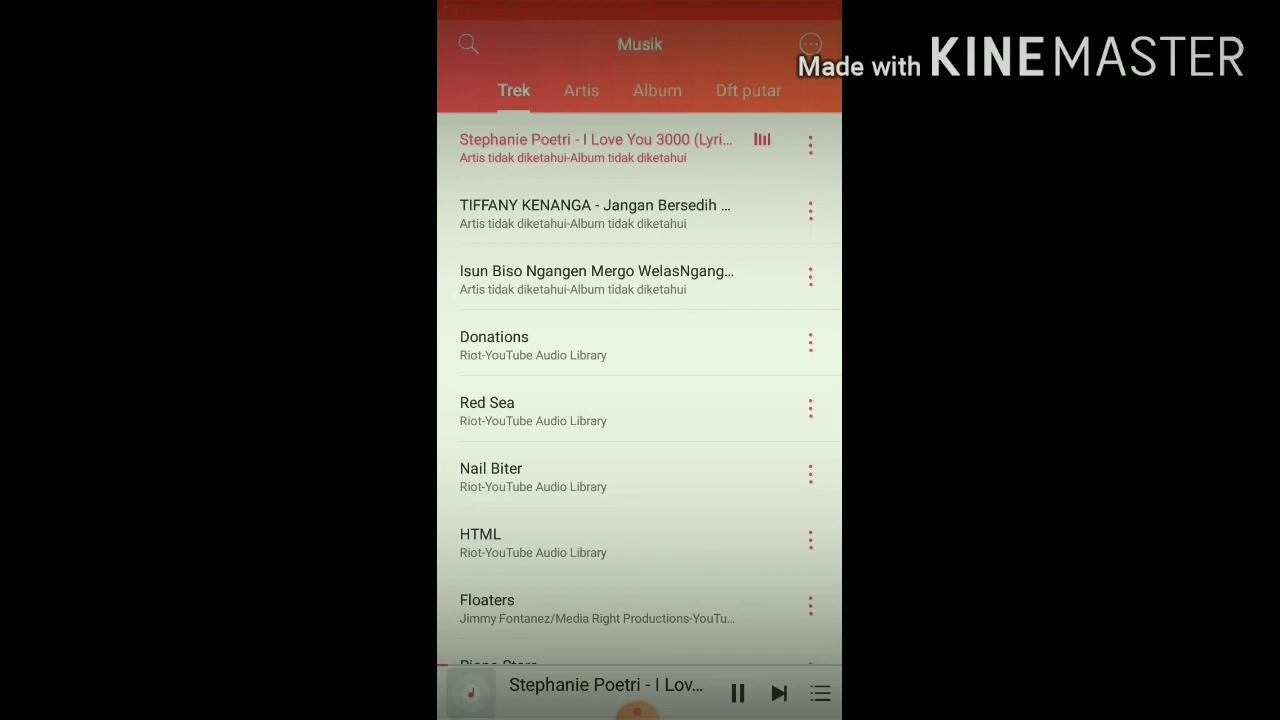 Musik
Made with KINEMASTER
Trek Artis Album Dft putar
Stephanie Poetri - I Love You 3000 (Lyri...
Artis tidak diketahui-Album tidak diketahui
TIFFANY KENANGA - Jangan Bersedih ...
Artis tidak diketahui-Album tidak diketahui
Isun Biso Ngangen Mergo WelasNgang...
Artis tidak diketahui-Album tidak diketahui
Donations
Riot-YouTube Audio Library
Red Sea
Riot-YouTube Audio Library
Nail Biter
Riot-YouTube Audio Library
HTML
Riot-YouTube Audio Library
Floaters
Jimmy Fontanez/Media Right Productions-YouTu...
Stephanie Poetri - I Lov...